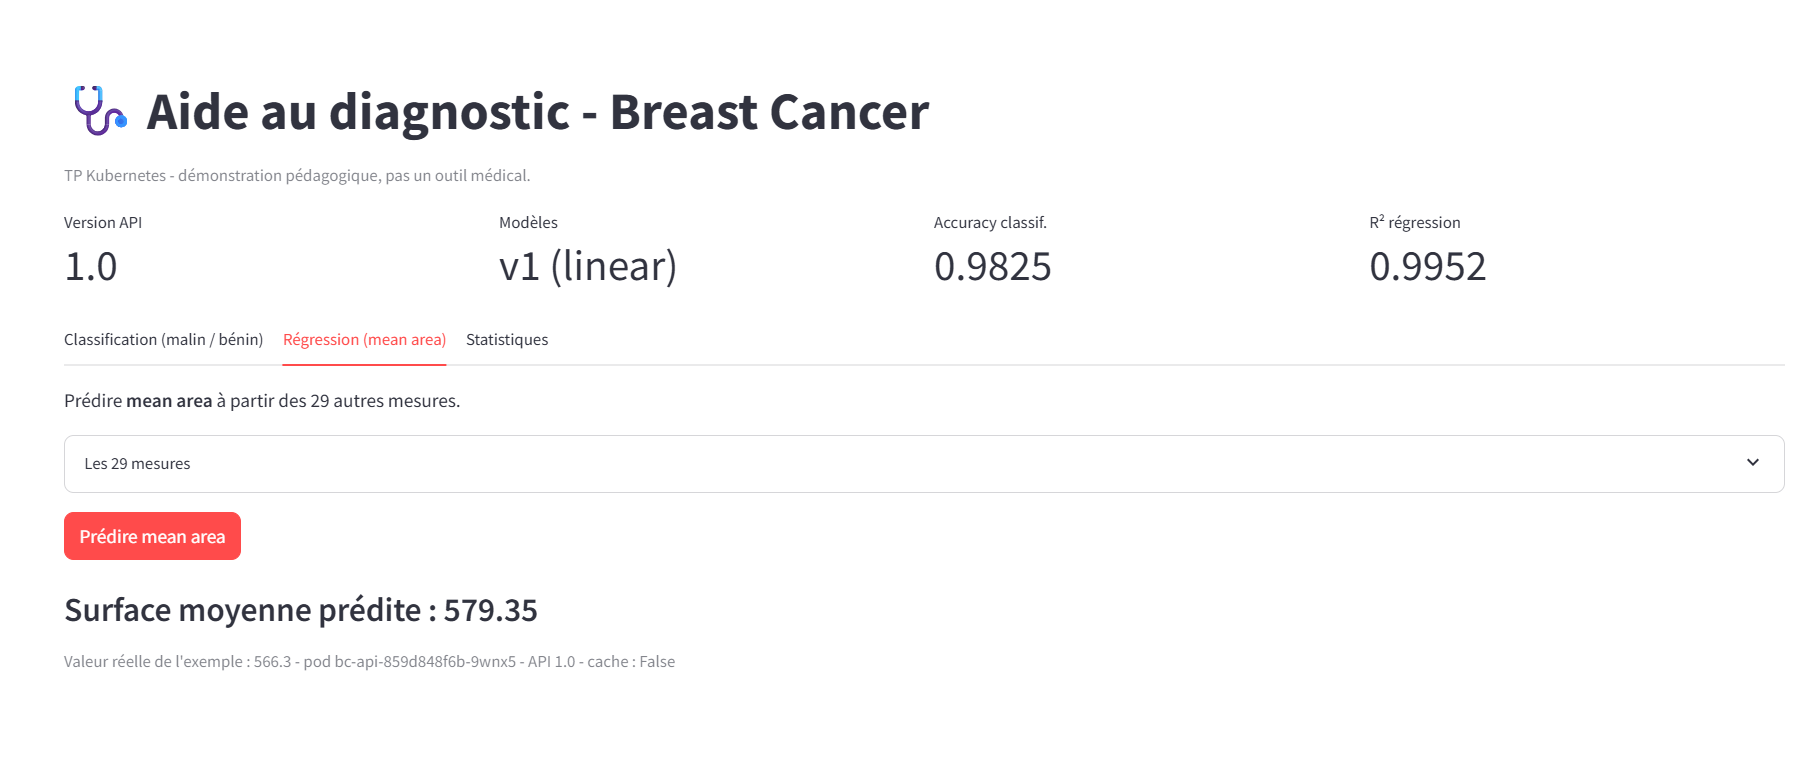 Aide au diagnostic - Breast Cancer
TP Kubernetes - démonstration pédagogique, pas un outil médical.
Version API
1.0
Modèles
v1 (linear)
Accuracy classif.
0.9825
R² régression
0.9952
Classification (malin / bénin) Régression (mean area) Statistiques
Prédire mean area à partir des 29 autres mesures.
Les 29 mesures
Prédire mean area
Surface moyenne prédite : 579.35
Valeur réelle de l'exemple : 566.3 - pod bc-api-859d848f6b-9wnx5 - API 1.0 - cache : False